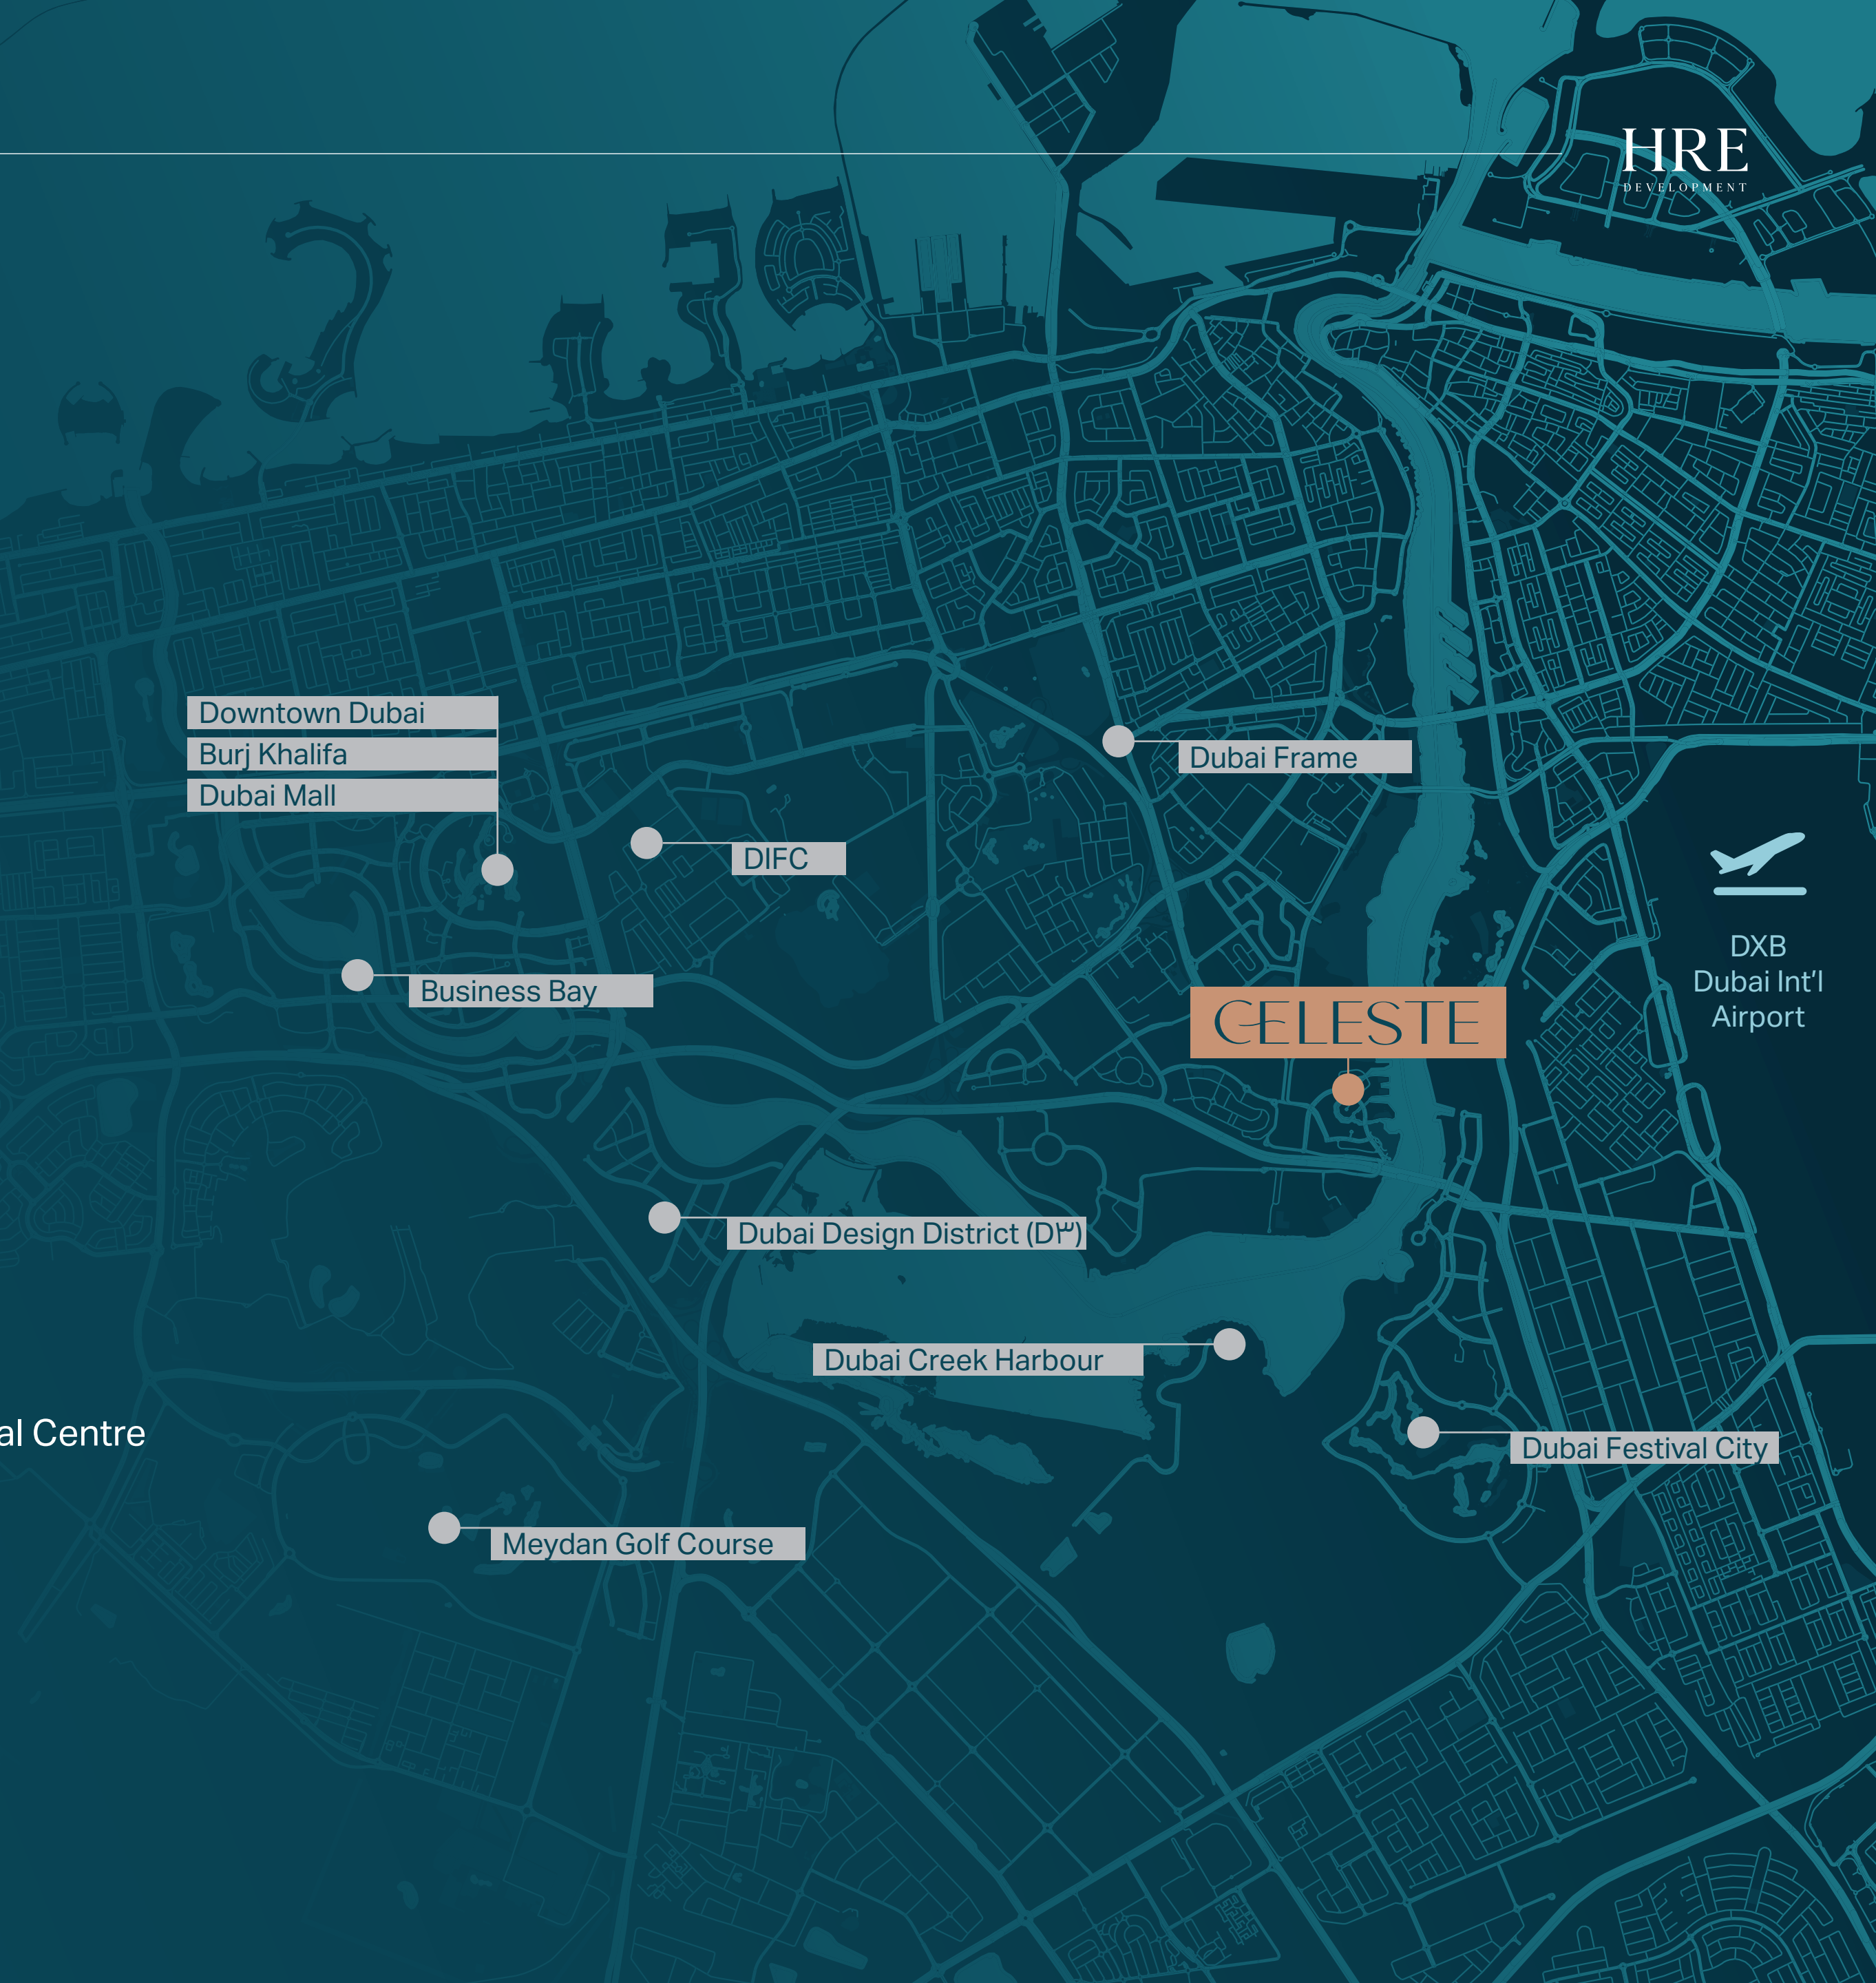 HRE
DEVELOPMENT
Downtown Dubai
Burj Khalifa
Dubai Mall
Dubai Frame
DIFC
DXB
Dubai Int'l
Airport
Business Bay
CELESTE
Dubai Design District (D۳)
Dubai Creek Harbour
al Centre
Dubai Festival City
Meydan Golf Course